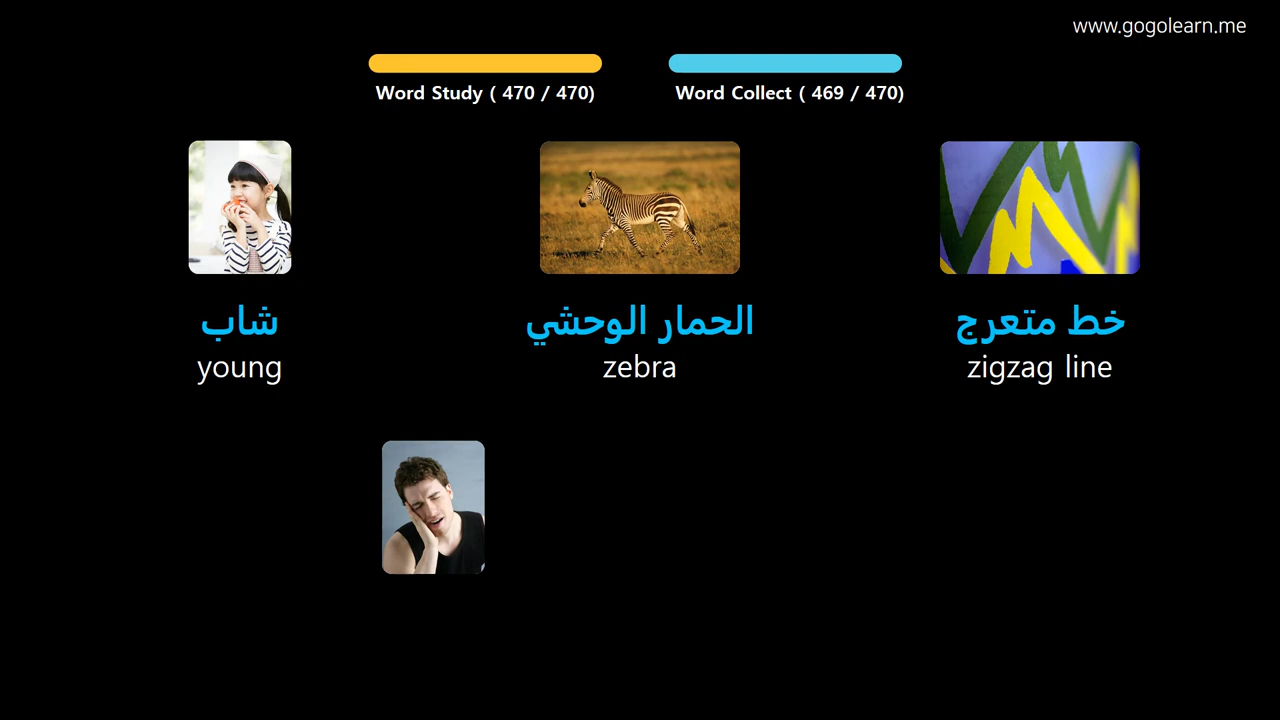 www.gogolearn.me
Word Study ( 470 / 470)
Word Collect ( 469 / 470)
شاب
young
الحمار الوحشي
zebra
خط متعرج
zigzag line